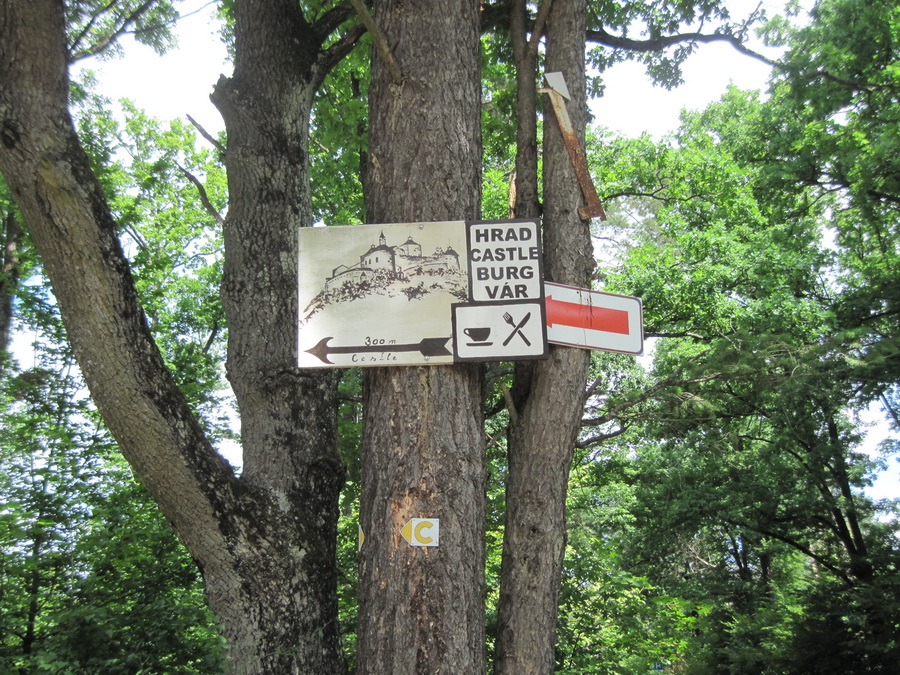 HRAD
CASTLE
BURG
VÁR
300 m
Castle
C